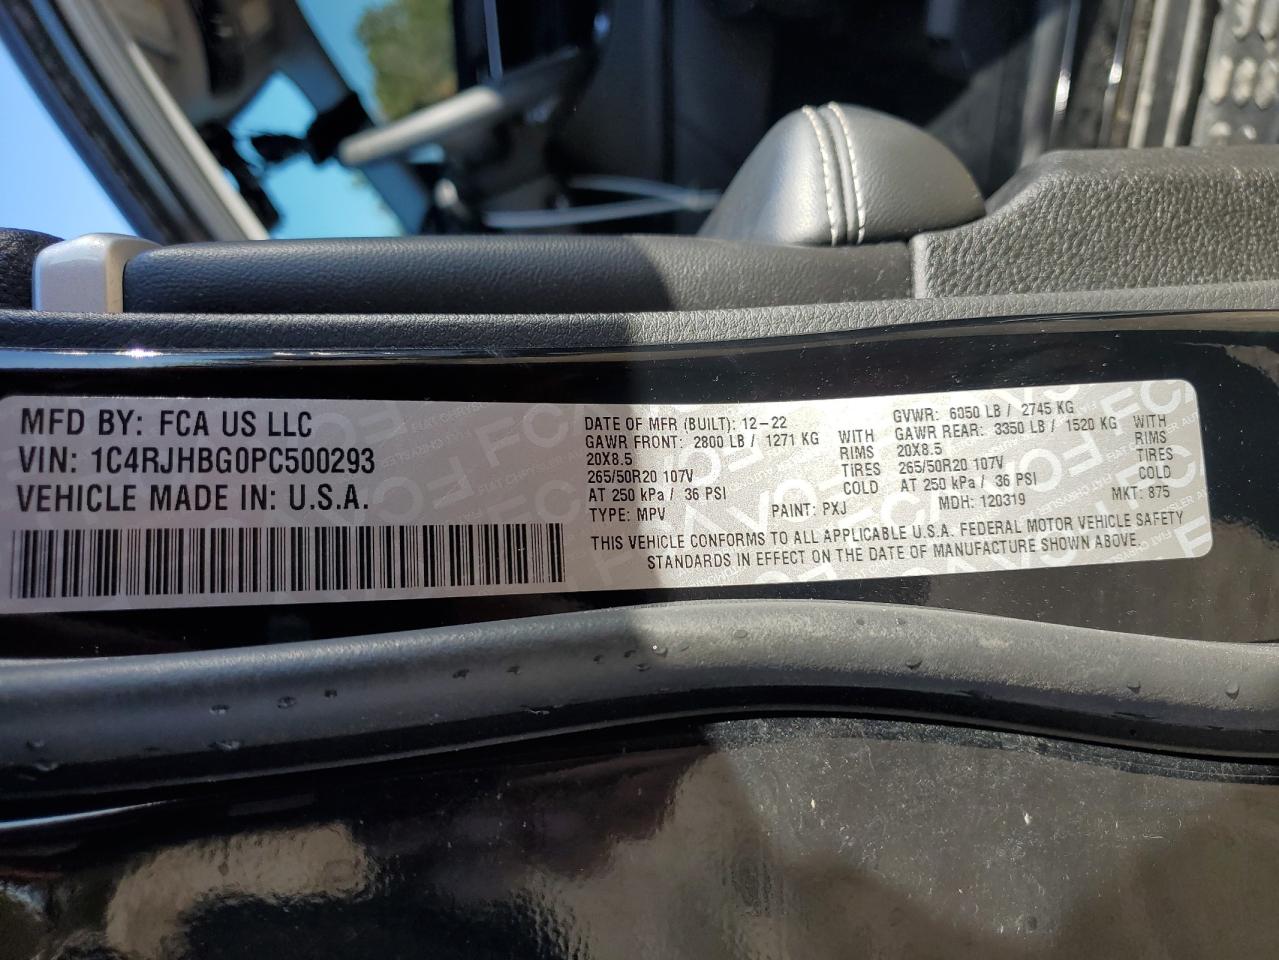 MFD BY: FCA US LLC
VIN: 1C4RJHBG0PC500293
VEHICLE MADE IN: U.S.A.
DATE OF MFR (BUILT): 12-22
GVWR: 6050 LB / 2745 KG
GAWR FRONT: 2800 LB / 1271 KG WITH
20X8.5 RIMS
265/50R20 107V TIRES
AT 250 kPa / 36 PSI COLD
GAWR REAR: 3350 LB / 1520 KG WITH
20X8.5 RIMS
265/50R20 107V TIRES
AT 250 kPa / 36 PSI COLD
TYPE: MPV PAINT: PXJ MDH: 120319 MKT: 875
THIS VEHICLE CONFORMS TO ALL APPLICABLE U.S.A. FEDERAL MOTOR VEHICLE SAFETY
STANDARDS IN EFFECT ON THE DATE OF MANUFACTURE SHOWN ABOVE.